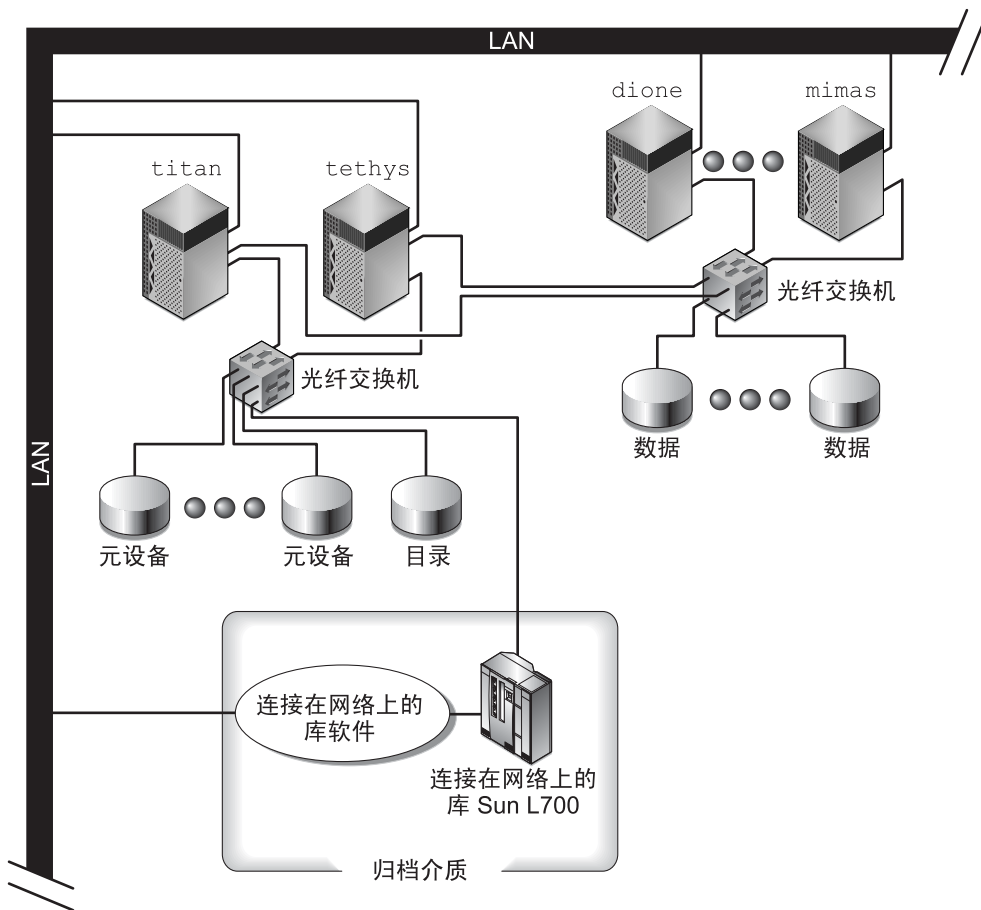 LAN
dione
mimas
titan
tethys
光纤交换机
光纤交换机
数据
数据
LAN
元设备
元设备
目录
连接在网络上的
库软件
连接在网络上的
库 Sun L700
归档介质